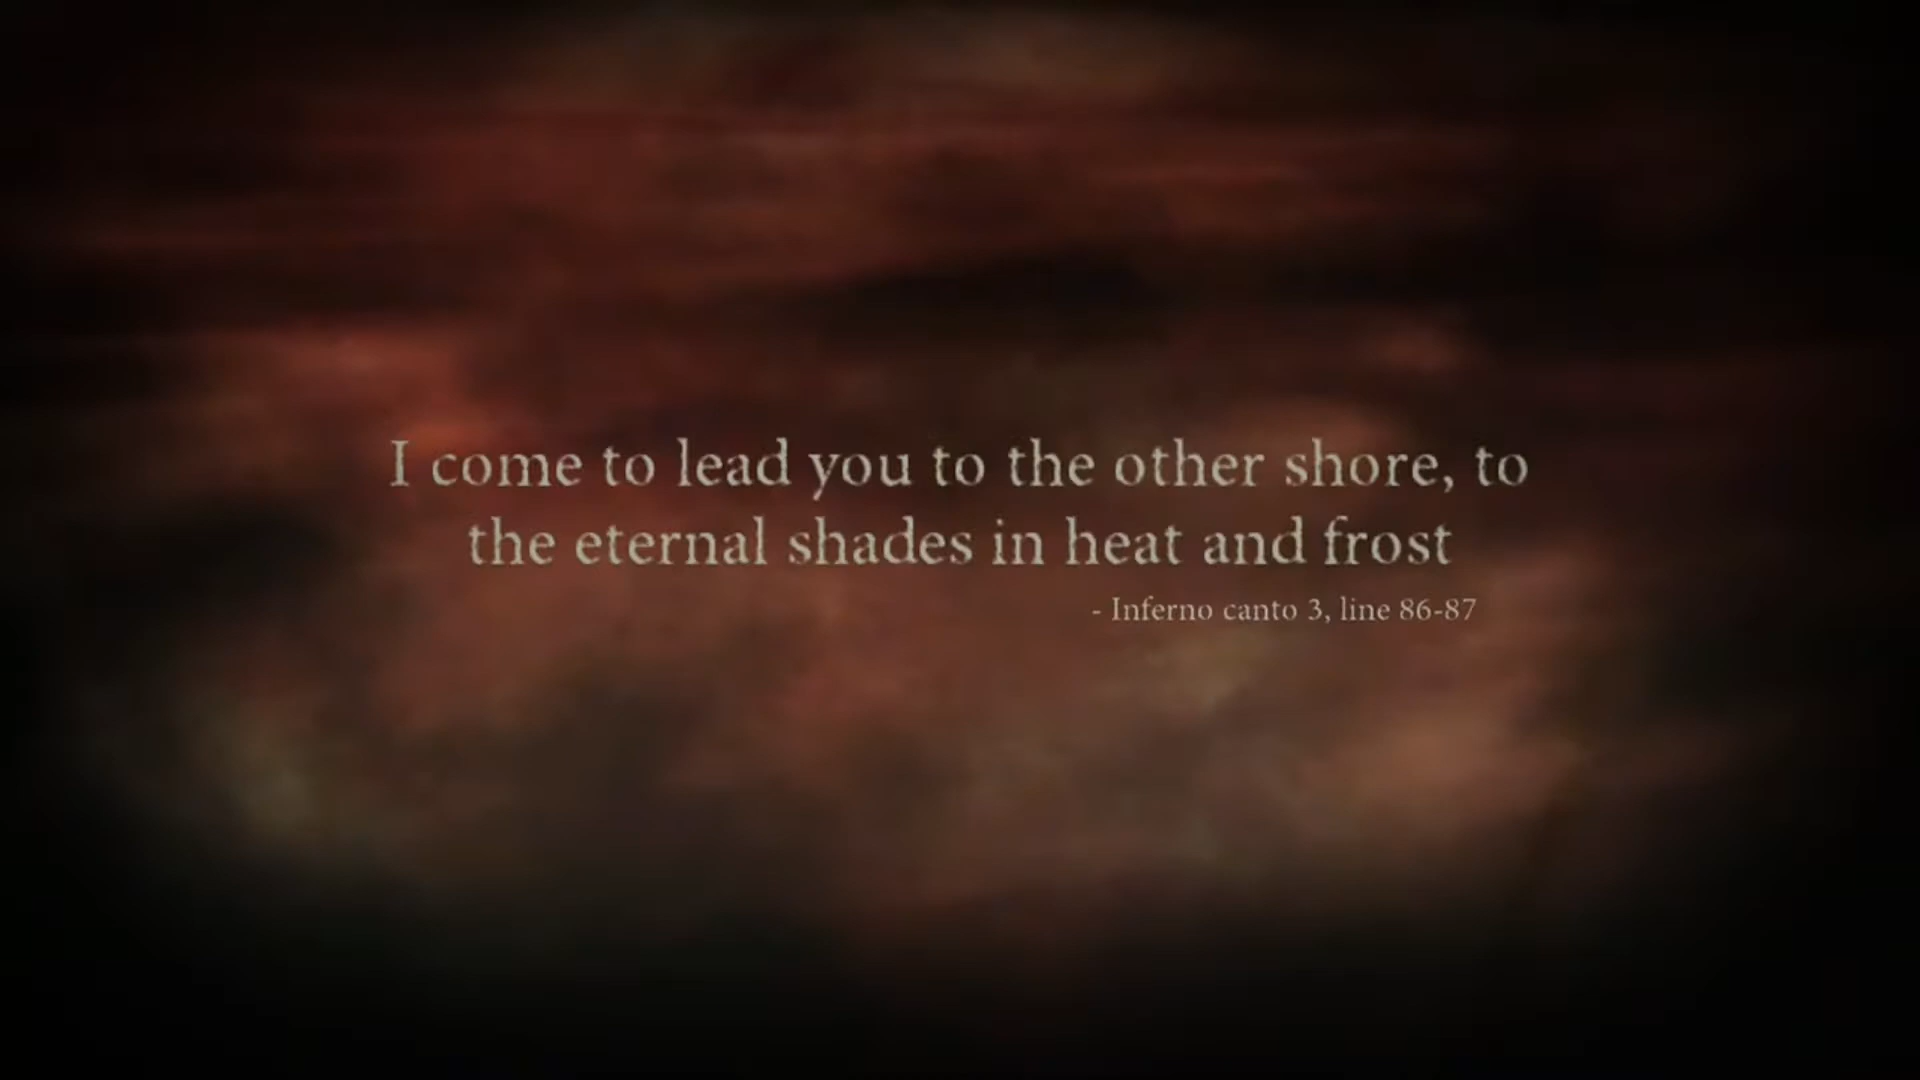 I come to lead you to the other shore, to
the eternal shades in heat and frost
- Inferno canto 3, line 86-87